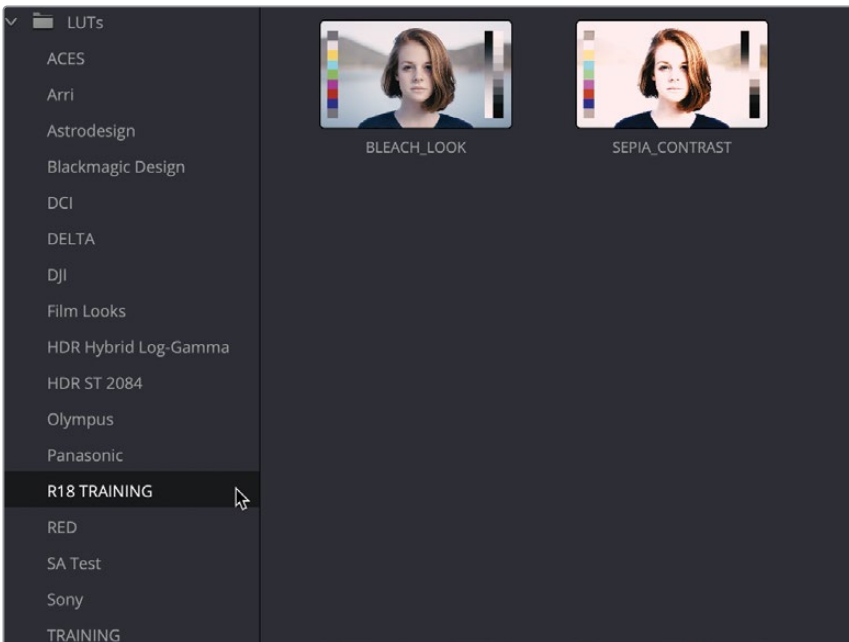 LUTs
ACES
Arri
Astrodesign
Blackmagic Design
DCI
DELTA
DJI
Film Looks
HDR Hybrid Log-Gamma
HDR ST 2084
Olympus
Panasonic
R18 TRAINING
RED
SA Test
Sony
TRAINING
BLEACH_LOOK
SEPIA_CONTRAST